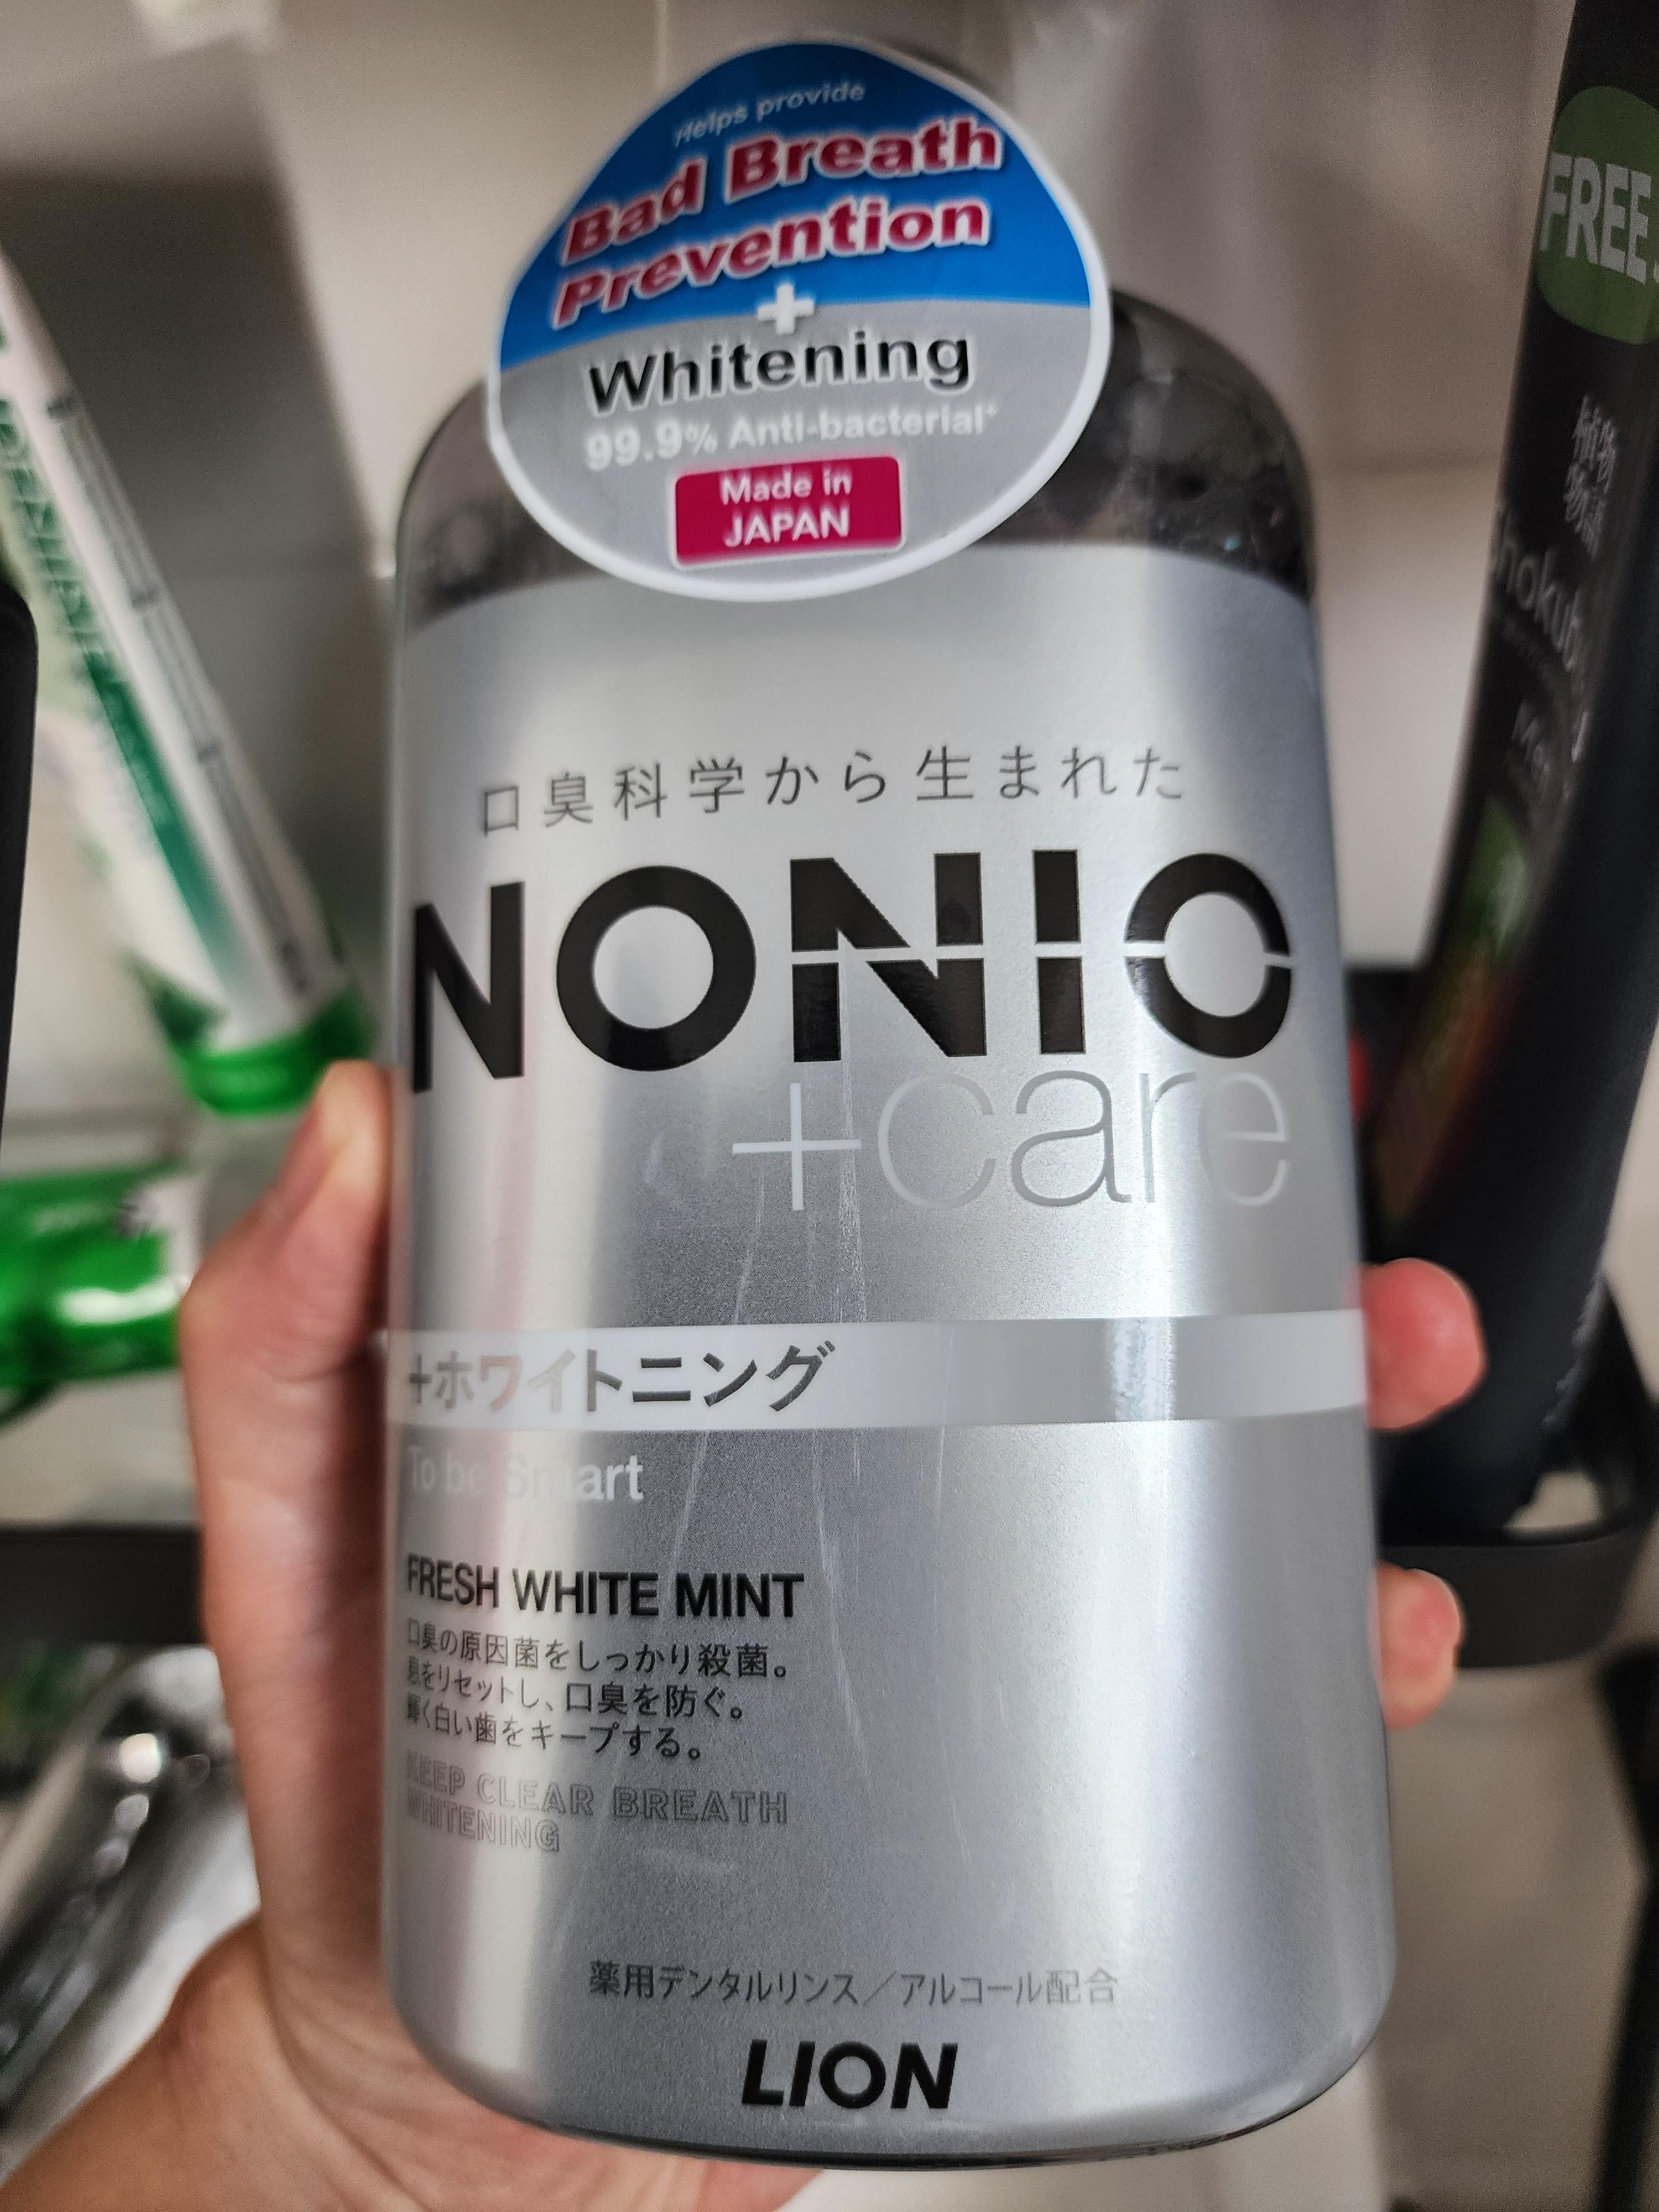 Helps provide
Bad Breath
Prevention
+
Whitening
99.9% Anti-bacterial+
Made in
JAPAN
口臭科学から生まれた
NONIO
+care
+ホワイトニング
To be Smart
FRESH WHITE MINT
口臭の原因菌をしっかり殺菌。
息をリセットし、口臭を防ぐ。
輝く白い歯をキープする。
KEEP CLEAR BREATH
WHITENING
薬用デンタルリンス/アルコール配合
LION
FREE
植物
物語